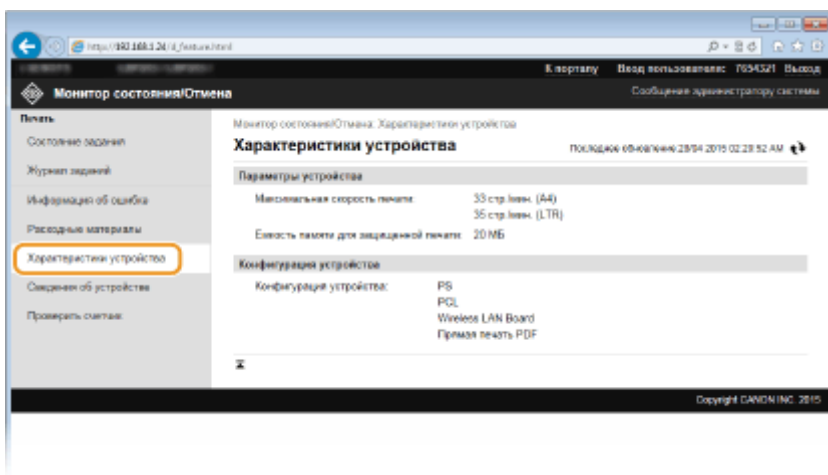 http://192.168.1.24/d_feature.html
К порталу Вход пользователя: 7654321 Выход
Монитор состояния/Отмена
Сообщение администратору системы
Печать
Состояние задания
Журнал заданий
Информация об ошибке
Расходные материалы
Характеристики устройства
Сведения об устройстве
Проверить счетчик
Монитор состояния/Отмена: Характеристики устройства
Характеристики устройства
Последнее обновление: 28/04 2015 02:20:52 AM
Параметры устройства
Максимальная скорость печати: 33 стр./мин. (A4)
35 стр./мин. (LTR)
Емкость памяти для защищенной печати: 20 МБ
Конфигурация устройства
Конфигурация устройства: PS
PCL
Wireless LAN Board
Прямая печать PDF
Copyright CANON INC. 2015